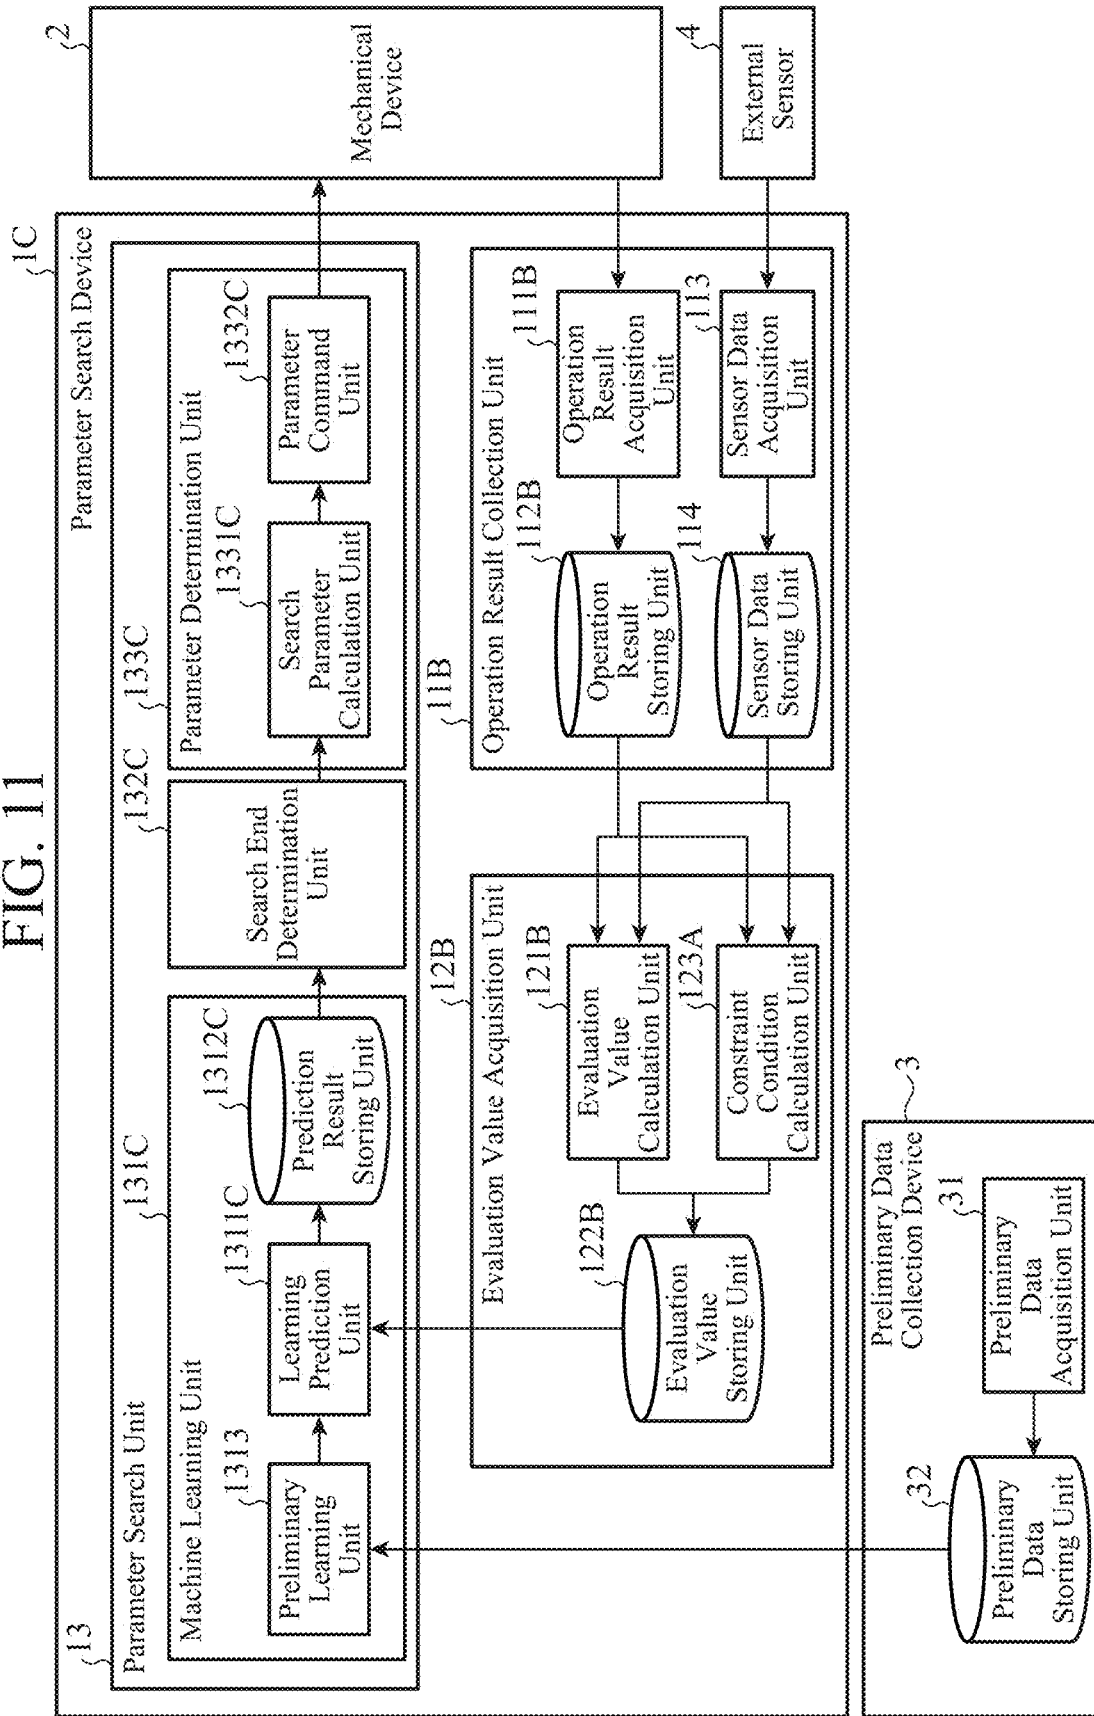 FIG. 11
1C
Parameter Search Device
13
Parameter Search Unit
131C
Machine Learning Unit
1313
Preliminary
Learning
Unit
1311C
Learning
Prediction
Unit
1312C
Prediction
Result
Storing Unit
132C
Search End
Determination
Unit
133C
Parameter Determination Unit
1331C
Search
Parameter
Calculation Unit
1332C
Parameter
Command
Unit
2
Mechanical
Device
12B
Evaluation Value Acquisition Unit
122B
Evaluation Value
Storing Unit
121B
Evaluation
Value
Calculation Unit
123A
Constraint
Condition
Calculation Unit
11B
Operation Result Collection Unit
112B
Operation
Result
Storing Unit
111B
Operation
Result
Acquisition
Unit
114
Sensor Data
Storing Unit
113
Sensor Data
Acquisition
Unit
4
External
Sensor
3
Preliminary Data
Collection Device
32
Preliminary
Data
Storing Unit
31
Preliminary
Data
Acquisition Unit